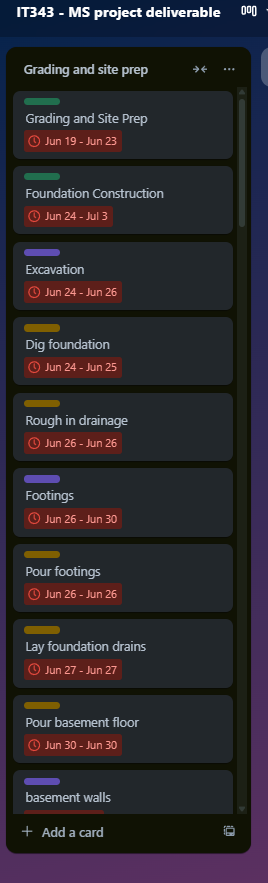 IT343 - MS project deliverable
Grading and site prep
Grading and Site Prep
Jun 19 - Jun 23
Foundation Construction
Jun 24 - Jul 3
Excavation
Jun 24 - Jun 26
Dig foundation
Jun 24 - Jun 25
Rough in drainage
Jun 26 - Jun 26
Footings
Jun 26 - Jun 30
Pour footings
Jun 26 - Jun 26
Lay foundation drains
Jun 27 - Jun 27
Pour basement floor
Jun 30 - Jun 30
basement walls
Add a card